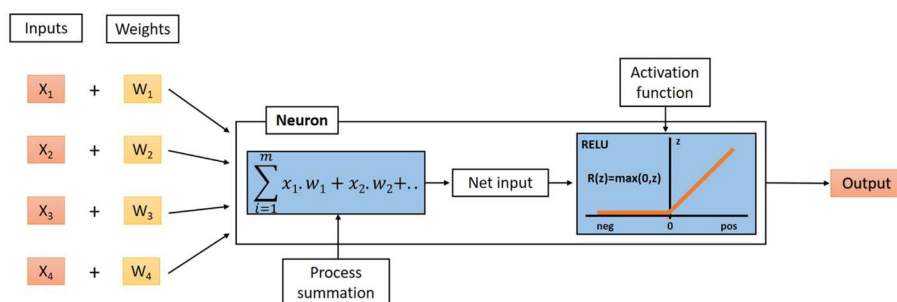 Inputs
Weights
X₁ + W₁
X₂ + W₂
X₃ + W₃
X₄ + W₄
Neuron
m
∑ x₁.w₁ + x₂.w₂+..
i=1
Process
summation
Net input
Activation
function
RELU
z
R(z)=max(0,z)
neg 0 pos
Output